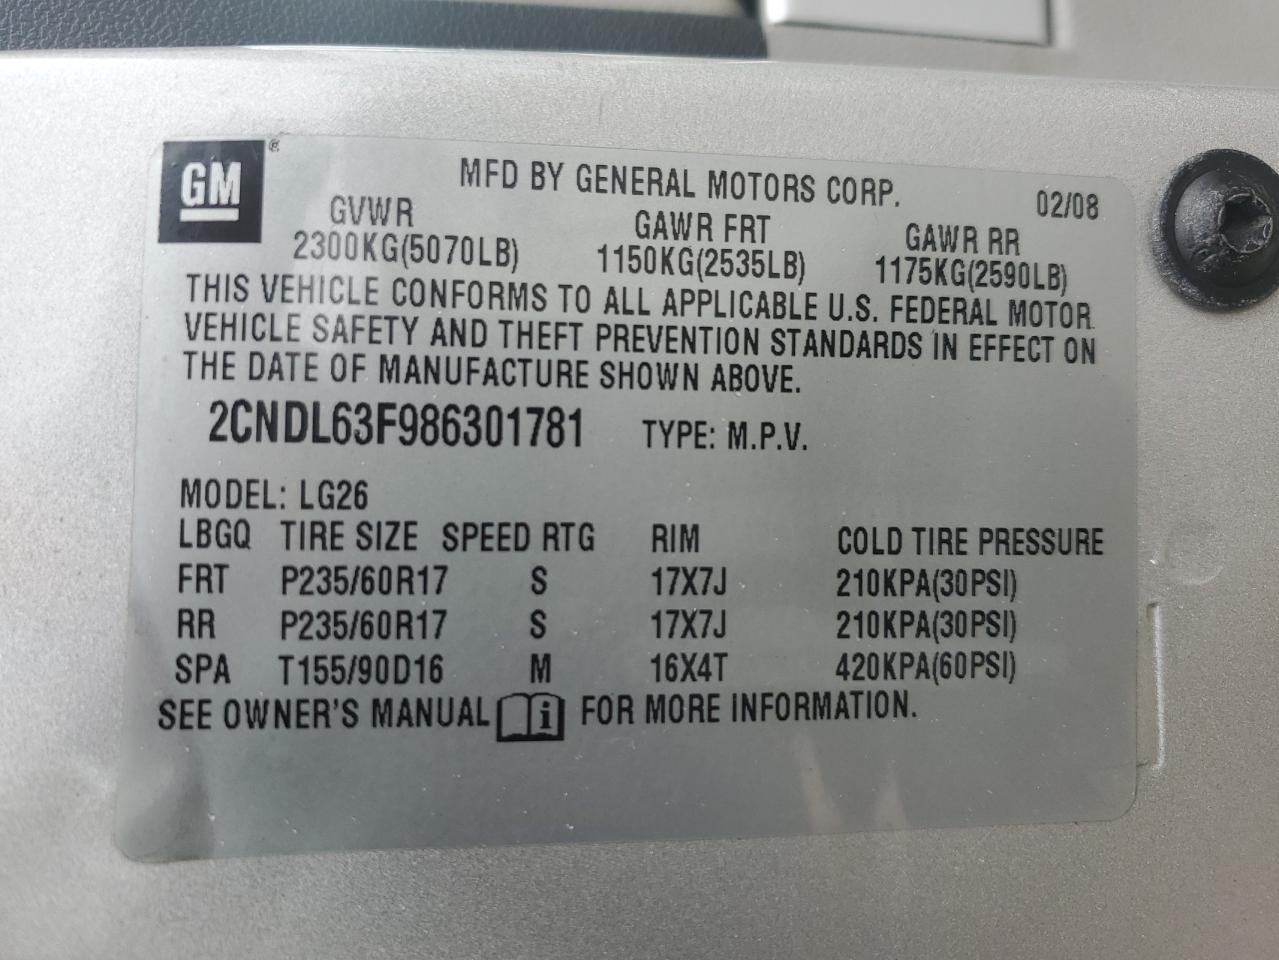 GM ®
MFD BY GENERAL MOTORS CORP. 02/08
GVWR GAWR FRT GAWR RR
2300KG(5070LB) 1150KG(2535LB) 1175KG(2590LB)
THIS VEHICLE CONFORMS TO ALL APPLICABLE U.S. FEDERAL MOTOR
VEHICLE SAFETY AND THEFT PREVENTION STANDARDS IN EFFECT ON
THE DATE OF MANUFACTURE SHOWN ABOVE.
2CNDL63F986301781 TYPE: M.P.V.
MODEL: LG26
LBGQ TIRE SIZE SPEED RTG RIM COLD TIRE PRESSURE
FRT P235/60R17 S 17X7J 210KPA(30PSI)
RR P235/60R17 S 17X7J 210KPA(30PSI)
SPA T155/90D16 M 16X4T 420KPA(60PSI)
SEE OWNER'S MANUAL i FOR MORE INFORMATION.